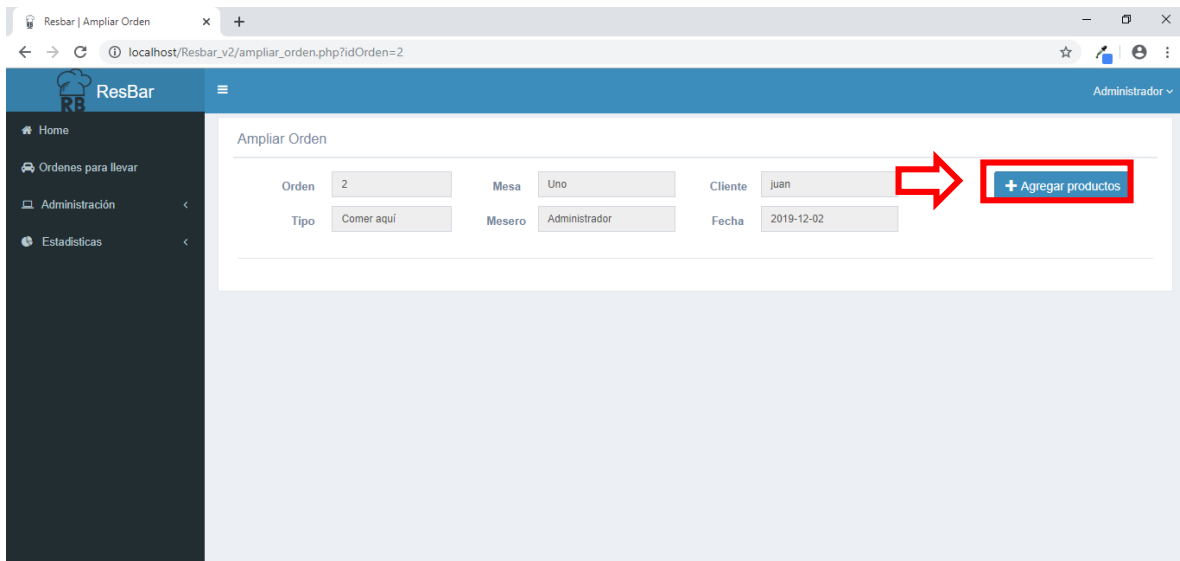 Resbar | Ampliar Orden
localhost/Resbar_v2/ampliar_orden.php?idOrden=2
RB ResBar
Administrador
Home
Ordenes para llevar
Administración
Estadisticas
Ampliar Orden
Orden 2 Mesa Uno Cliente juan + Agregar productos
Tipo Comer aquí Mesero Administrador Fecha 2019-12-02